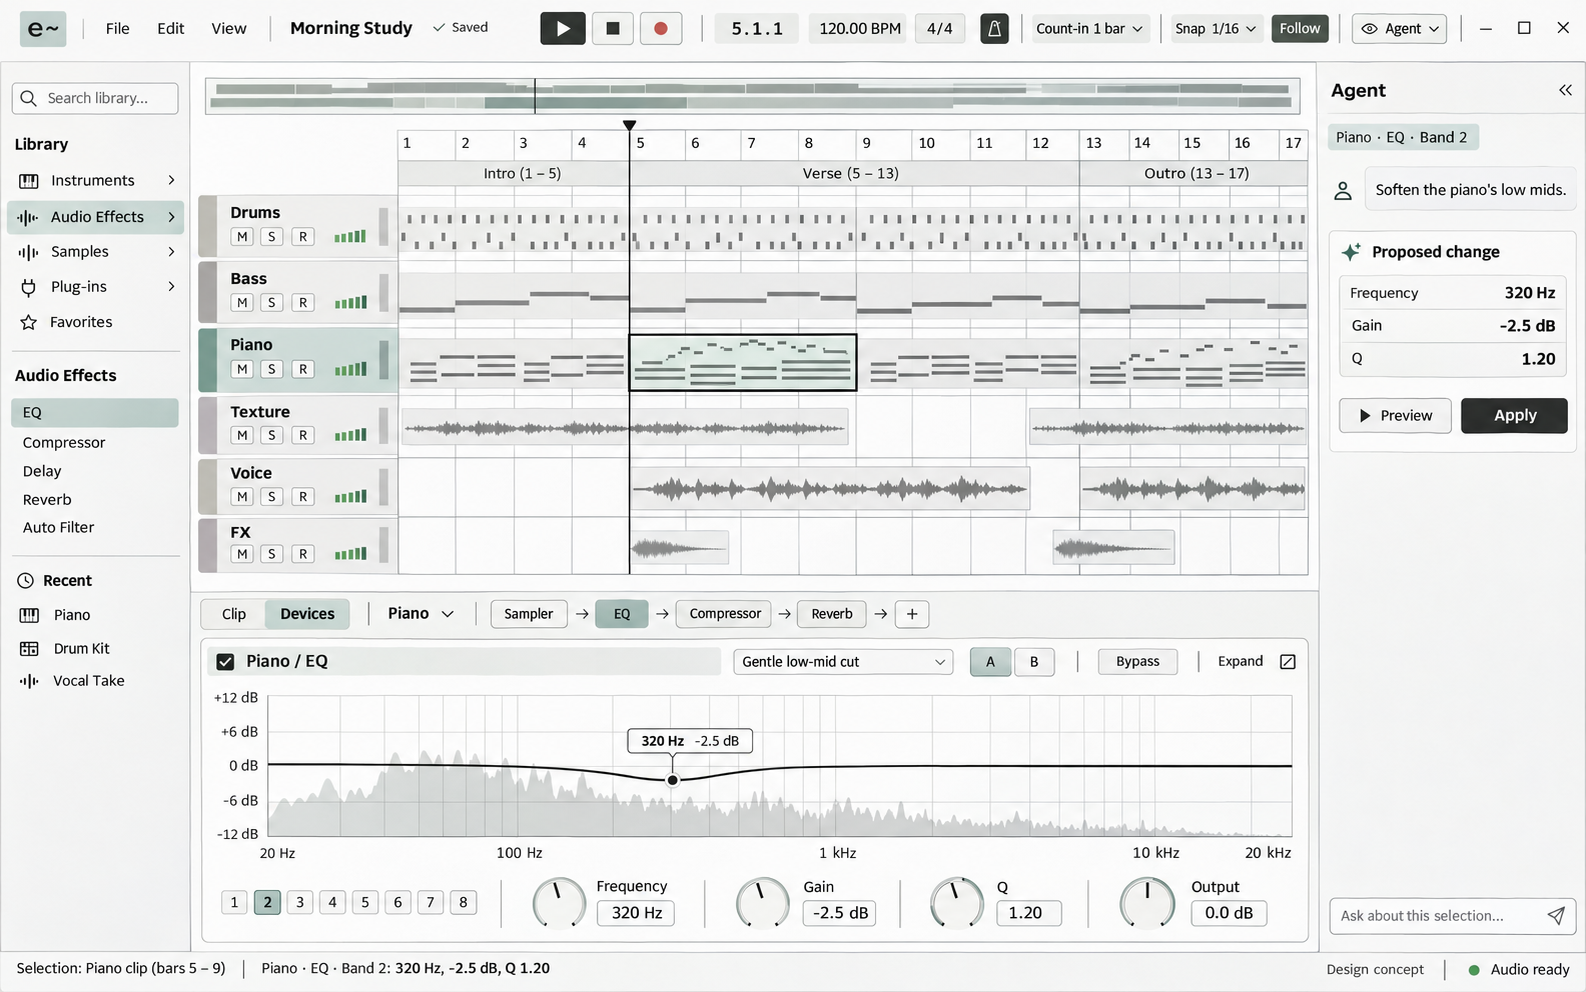 e~ File Edit View Morning Study Saved 5.1.1 120.00 BPM 4/4 Count-in 1 bar Snap 1/16 Follow Agent
Search library...
Library
Instruments
Audio Effects
Samples
Plug-ins
Favorites
Audio Effects
EQ
Compressor
Delay
Reverb
Auto Filter
Recent
Piano
Drum Kit
Vocal Take
1 2 3 4 5 6 7 8 9 10 11 12 13 14 15 16 17
Intro (1 – 5) Verse (5 – 13) Outro (13 – 17)
Drums
M S R
Bass
M S R
Piano
M S R
Texture
M S R
Voice
M S R
FX
M S R
Clip Devices Piano Sampler → EQ → Compressor → Reverb → +
Piano / EQ Gentle low-mid cut A B Bypass Expand
+12 dB
+6 dB
0 dB
-6 dB
-12 dB
320 Hz -2.5 dB
20 Hz 100 Hz 1 kHz 10 kHz 20 kHz
1 2 3 4 5 6 7 8
Frequency
320 Hz
Gain
-2.5 dB
Q
1.20
Output
0.0 dB
Agent
Piano · EQ · Band 2
Soften the piano's low mids.
Proposed change
Frequency 320 Hz
Gain -2.5 dB
Q 1.20
Preview Apply
Ask about this selection...
Selection: Piano clip (bars 5 – 9) Piano · EQ · Band 2: 320 Hz, -2.5 dB, Q 1.20 Design concept Audio ready